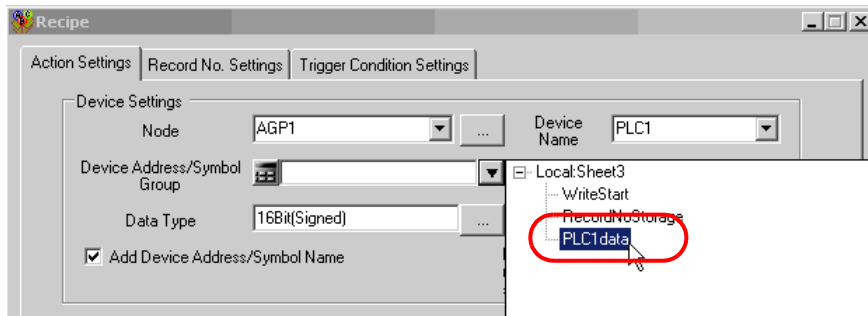 Recipe
Action Settings Record No. Settings Trigger Condition Settings
Device Settings
Node AGP1 ... Device Name PLC1
Device Address/Symbol Group
Local:Sheet3
WriteStart
RecordNoStorage
PLC1data
Data Type 16Bit(Signed) ...
Add Device Address/Symbol Name